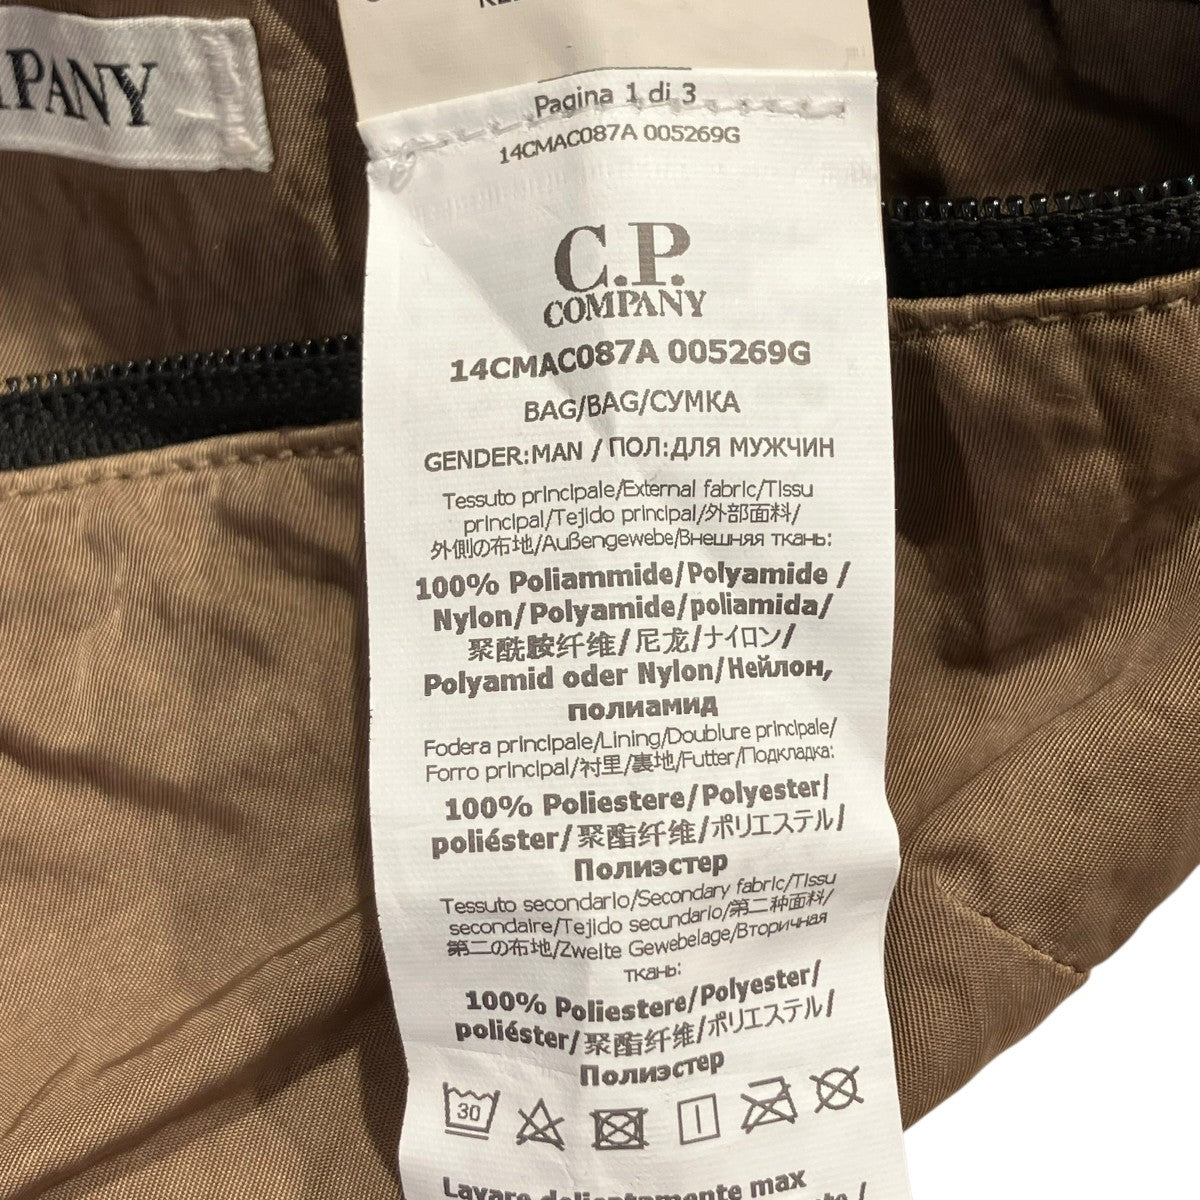 MPANY
Pagina 1 di 3
14CMAC087A 005269G
C.P.
COMPANY
14CMAC087A 005269G
BAG/BAG/СУМКА
GENDER:MAN / ПОЛ:ДЛЯ МУЖЧИН
Tessuto principale/External fabric/Tissu
principal/Tejido principal/外部面料/
外側の布地/Außengewebe/Внешняя ткань:
100% Poliammide/Polyamide /
Nylon/Polyamide/poliamida/
聚酰胺纤维/尼龙/ナイロン/
Polyamid oder Nylon/Нейлон,
полиамид
Fodera principale/Lining/Doublure principale/
Forro principal/衬里/裏地/Futter/Подкладка:
100% Poliestere/Polyester/
poliéster/聚酯纤维/ポリエステル/
Полиэстер
Tessuto secondario/Secondary fabric/Tissu
secondaire/Tejido secundario/第二种面料/
第二の布地/Zweite Gewebelage/Вторичная
ткань:
100% Poliestere/Polyester/
poliéster/聚酯纤维/ポリエステル/
Полиэстер
30
Lavare delicatamente max